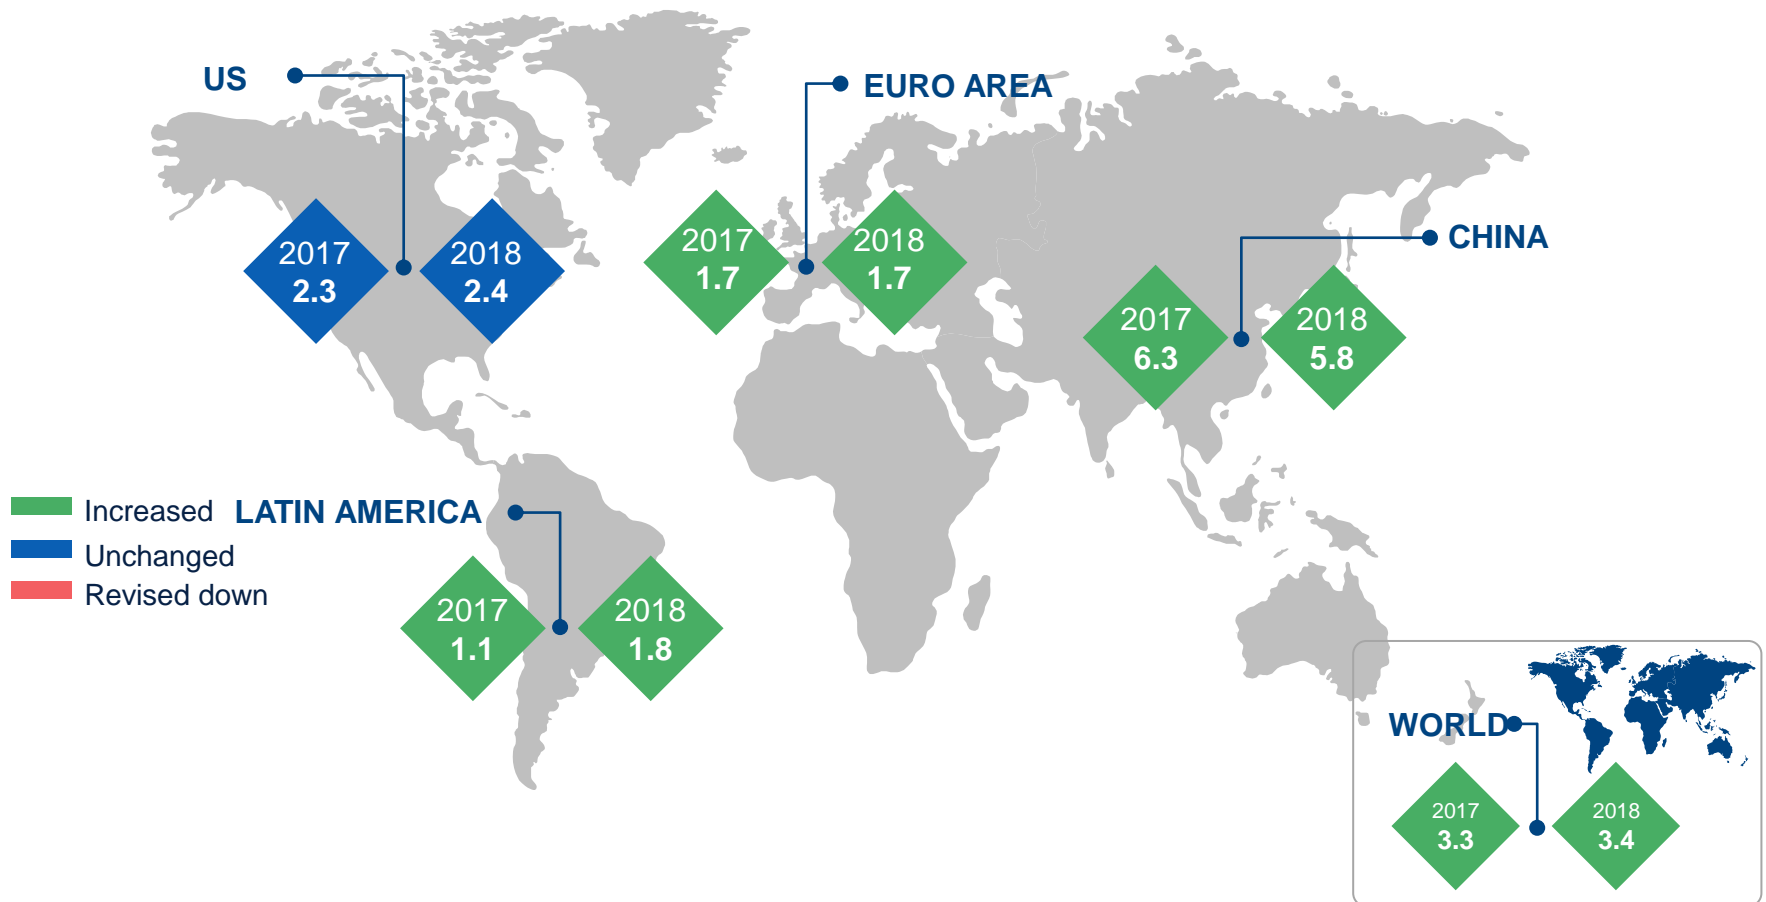 US
EURO AREA
2017
2.3
2018
2.4
2017
1.7
2018
1.7
CHINA
2017
6.3
2018
5.8
Increased
Unchanged
Revised down
LATIN AMERICA
2017
1.1
2018
1.8
WORLD
2017
3.3
2018
3.4